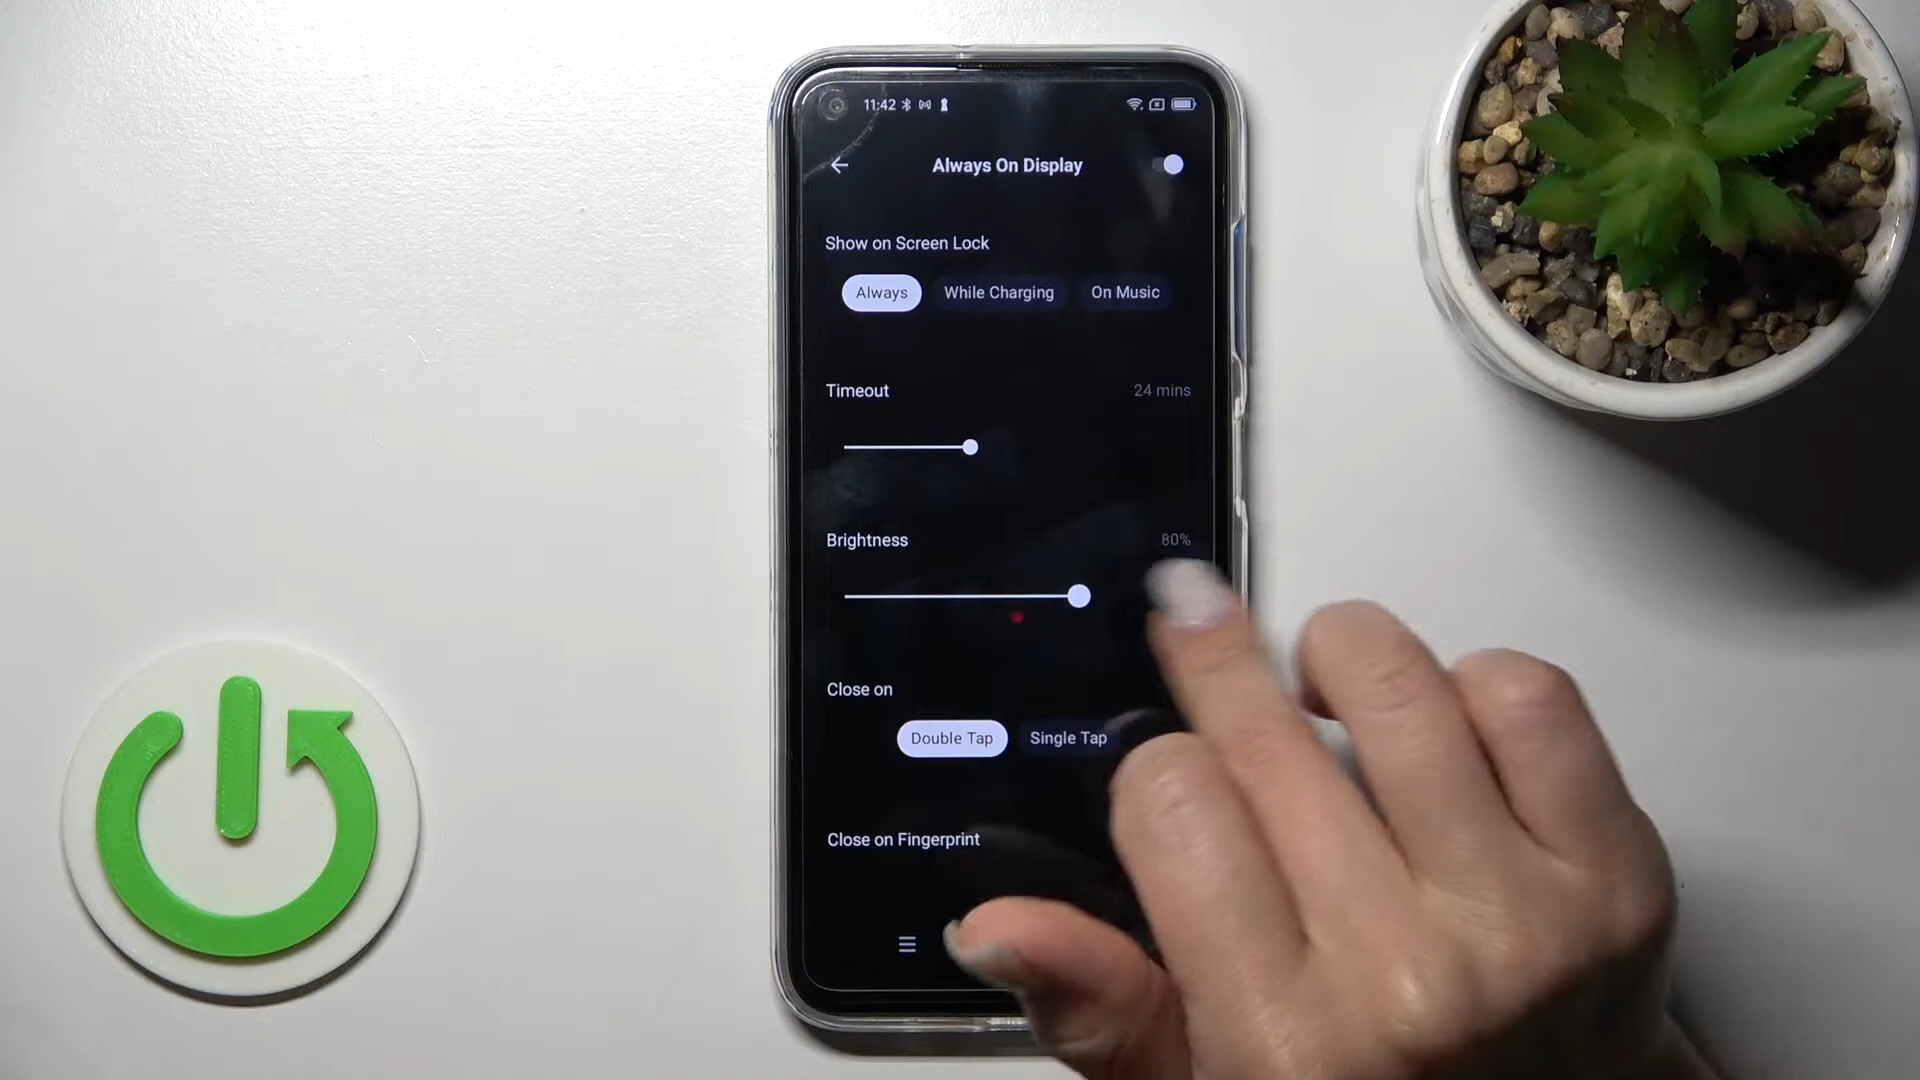 11:42
Always On Display
Show on Screen Lock
Always While Charging On Music
Timeout 24 mins
Brightness 80%
Close on
Double Tap Single Tap
Close on Fingerprint